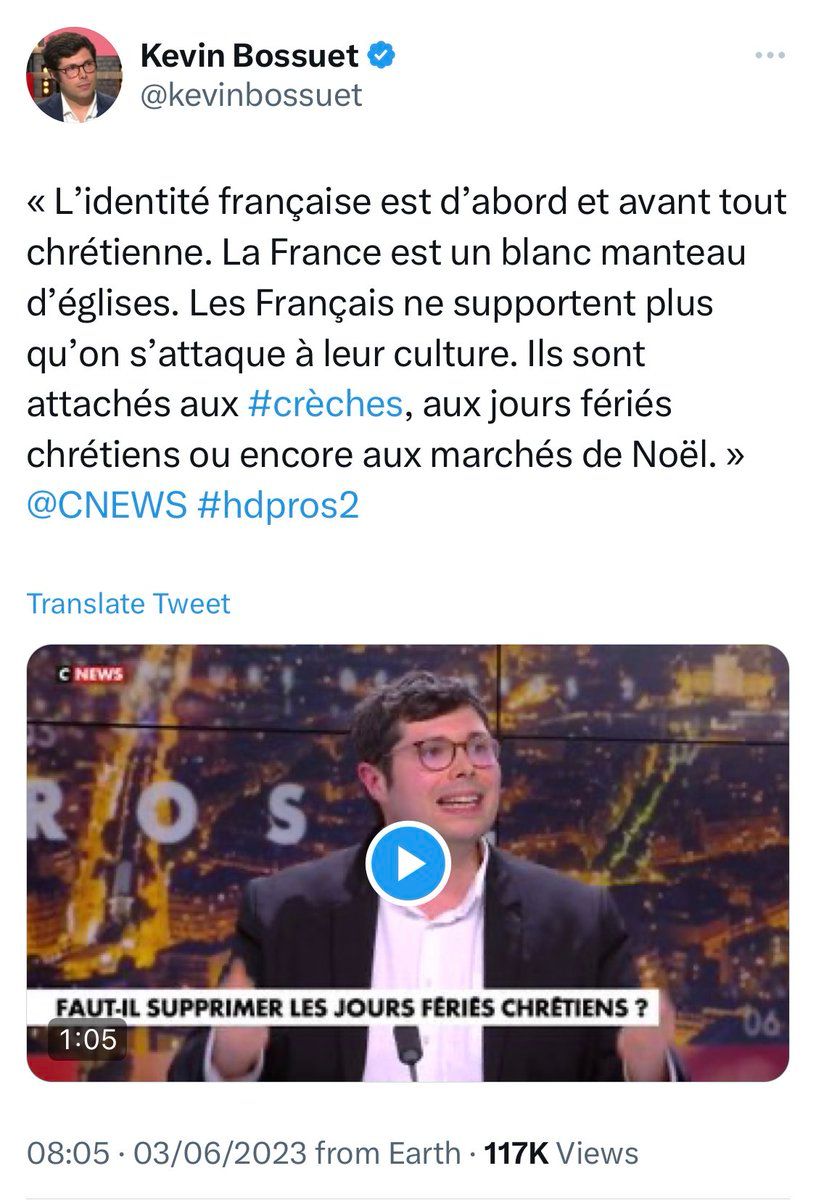 Kevin Bossuet
@kevinbossuet
« L’identité française est d’abord et avant tout
chrétienne. La France est un blanc manteau
d’églises. Les Français ne supportent plus
qu’on s’attaque à leur culture. Ils sont
attachés aux #crèches, aux jours fériés
chrétiens ou encore aux marchés de Noël. »
@CNEWS #hdpros2
Translate Tweet
C NEWS
R O S
FAUT-IL SUPPRIMER LES JOURS FÉRIÉS CHRÉTIENS ?
1:05
06
08:05 · 03/06/2023 from Earth · 117K Views